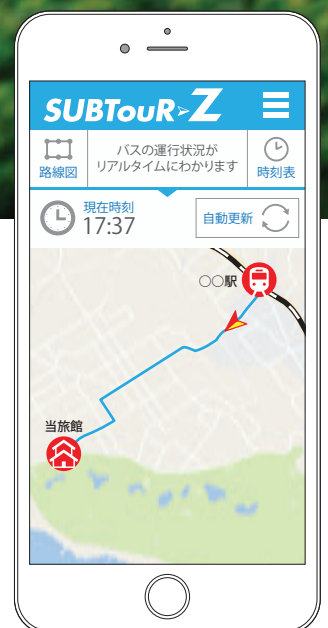 SUBTouR Z
路線図
バスの運行状況が
リアルタイムにわかります
時刻表
現在時刻
17:37
自動更新
○○駅
当旅館